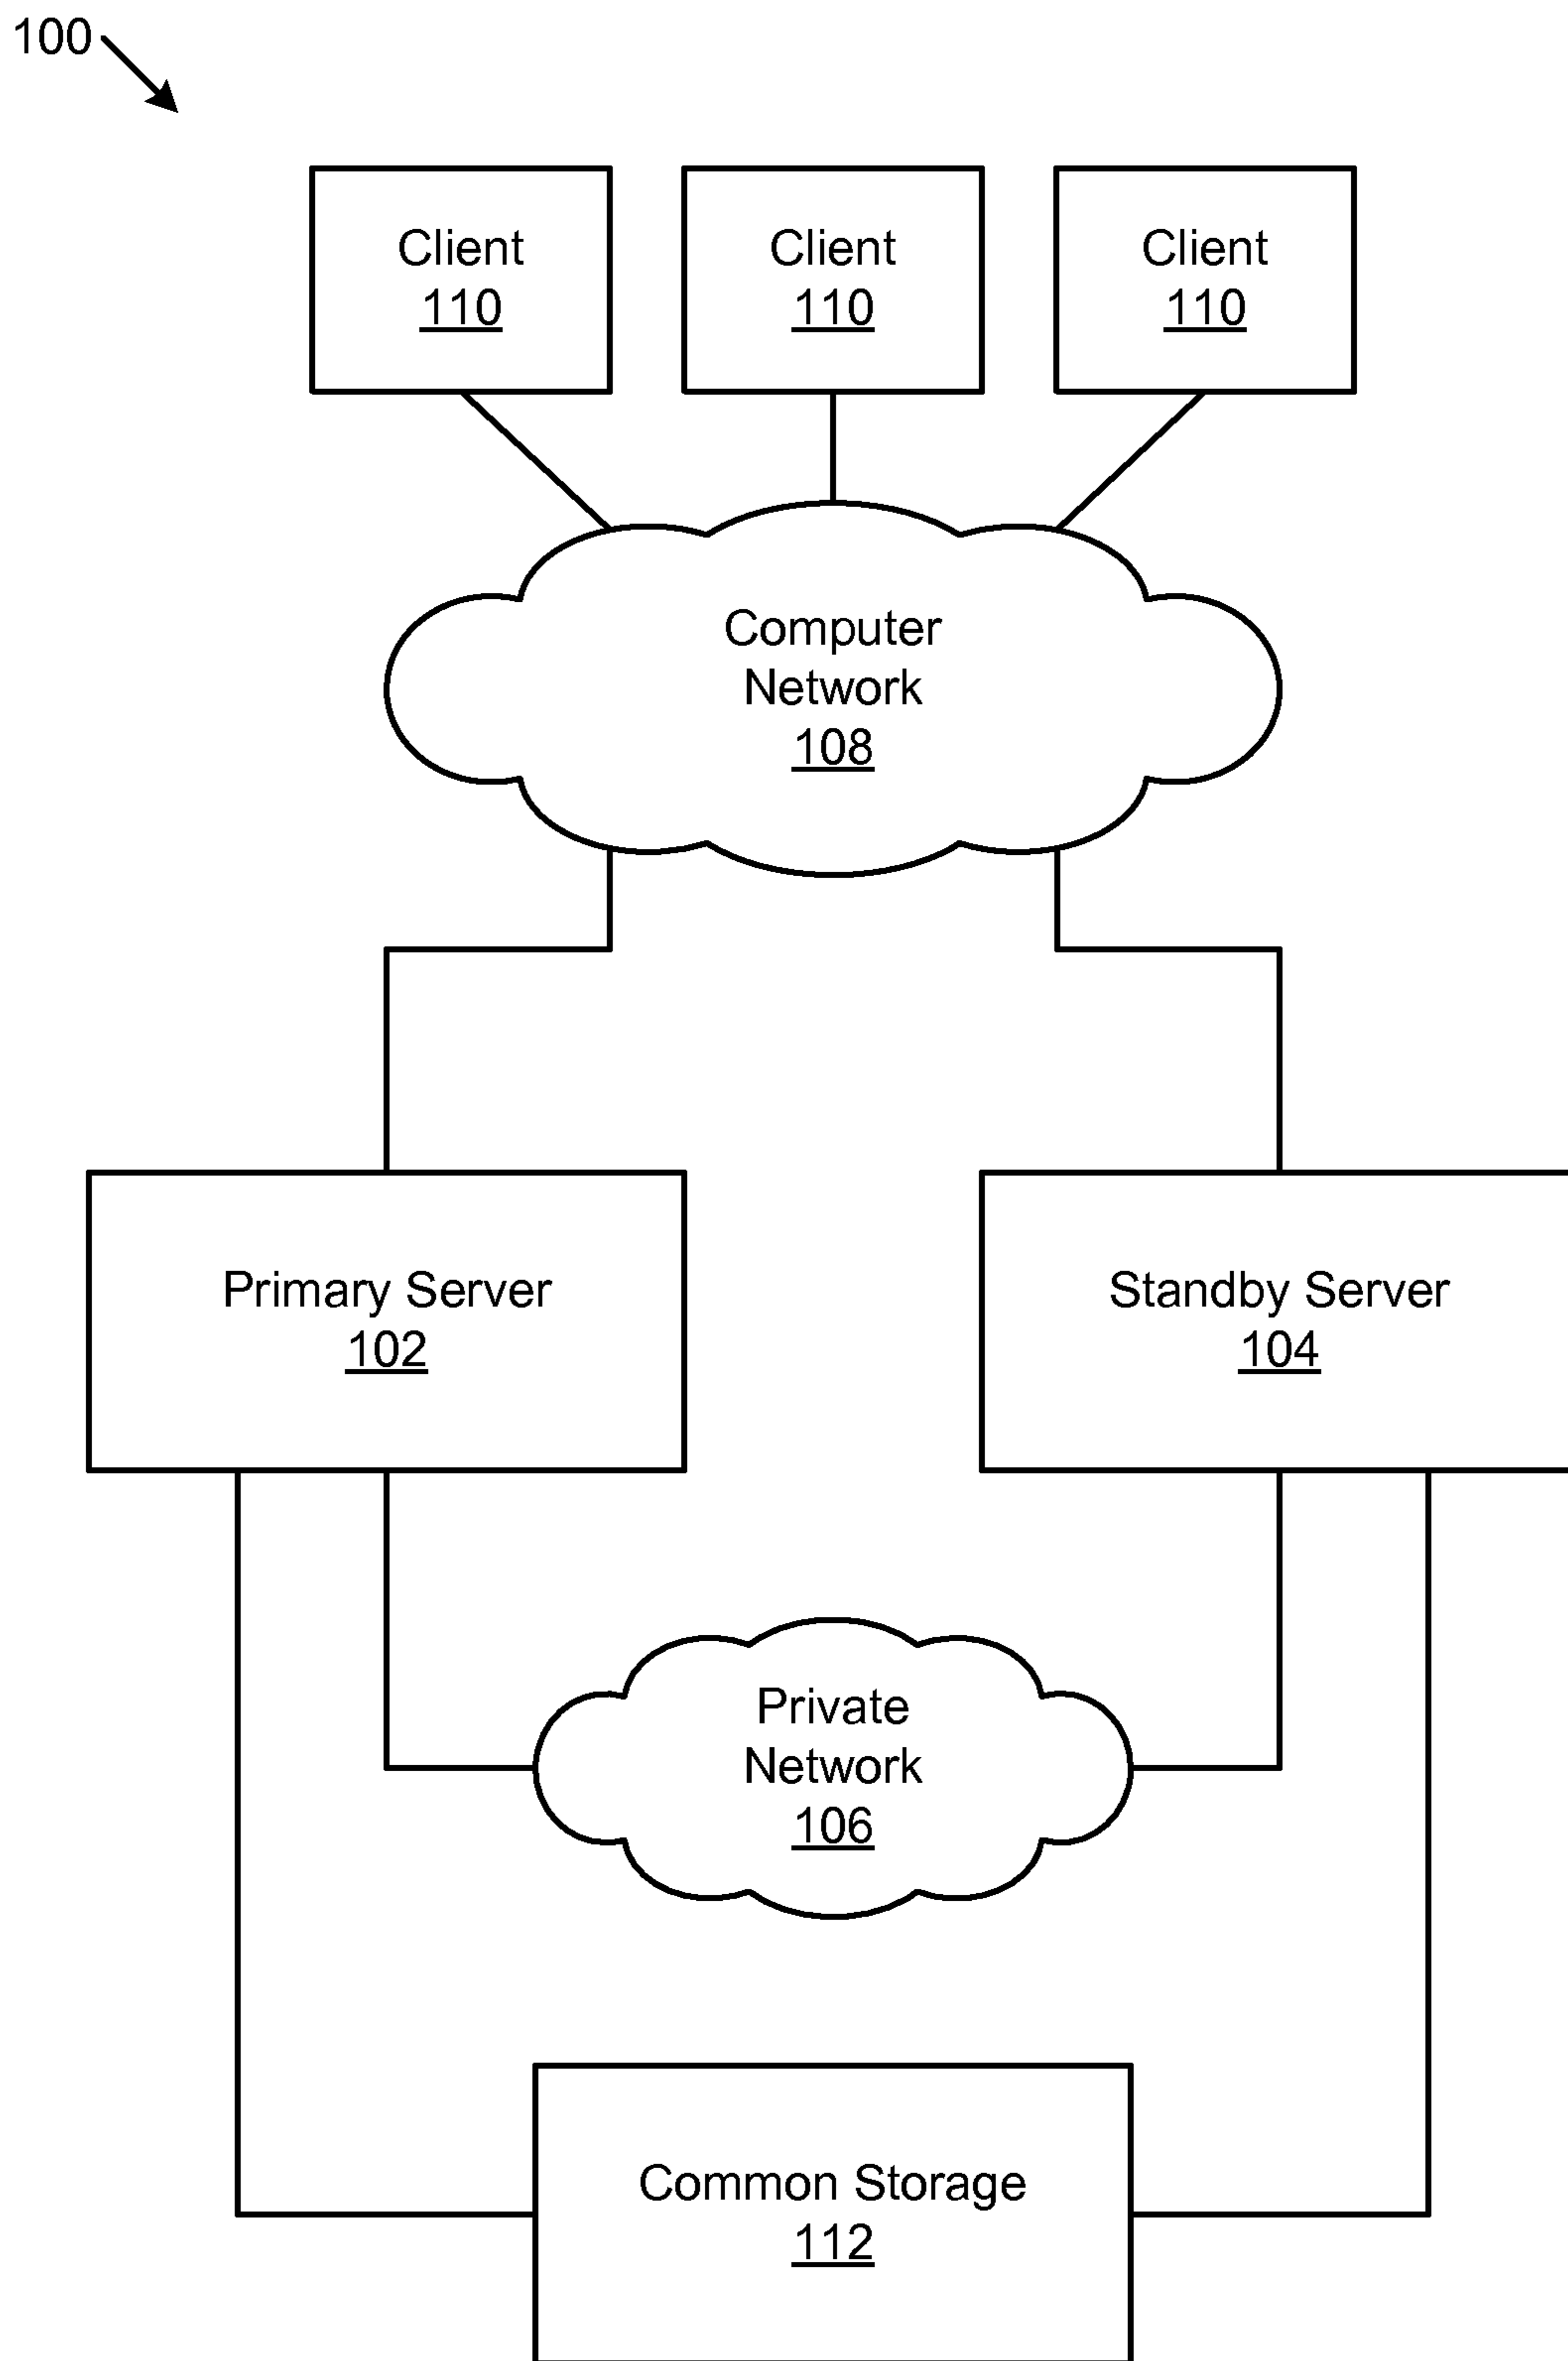 100
Client
110
Client
110
Client
110
Computer
Network
108
Primary Server
102
Standby Server
104
Private
Network
106
Common Storage
112